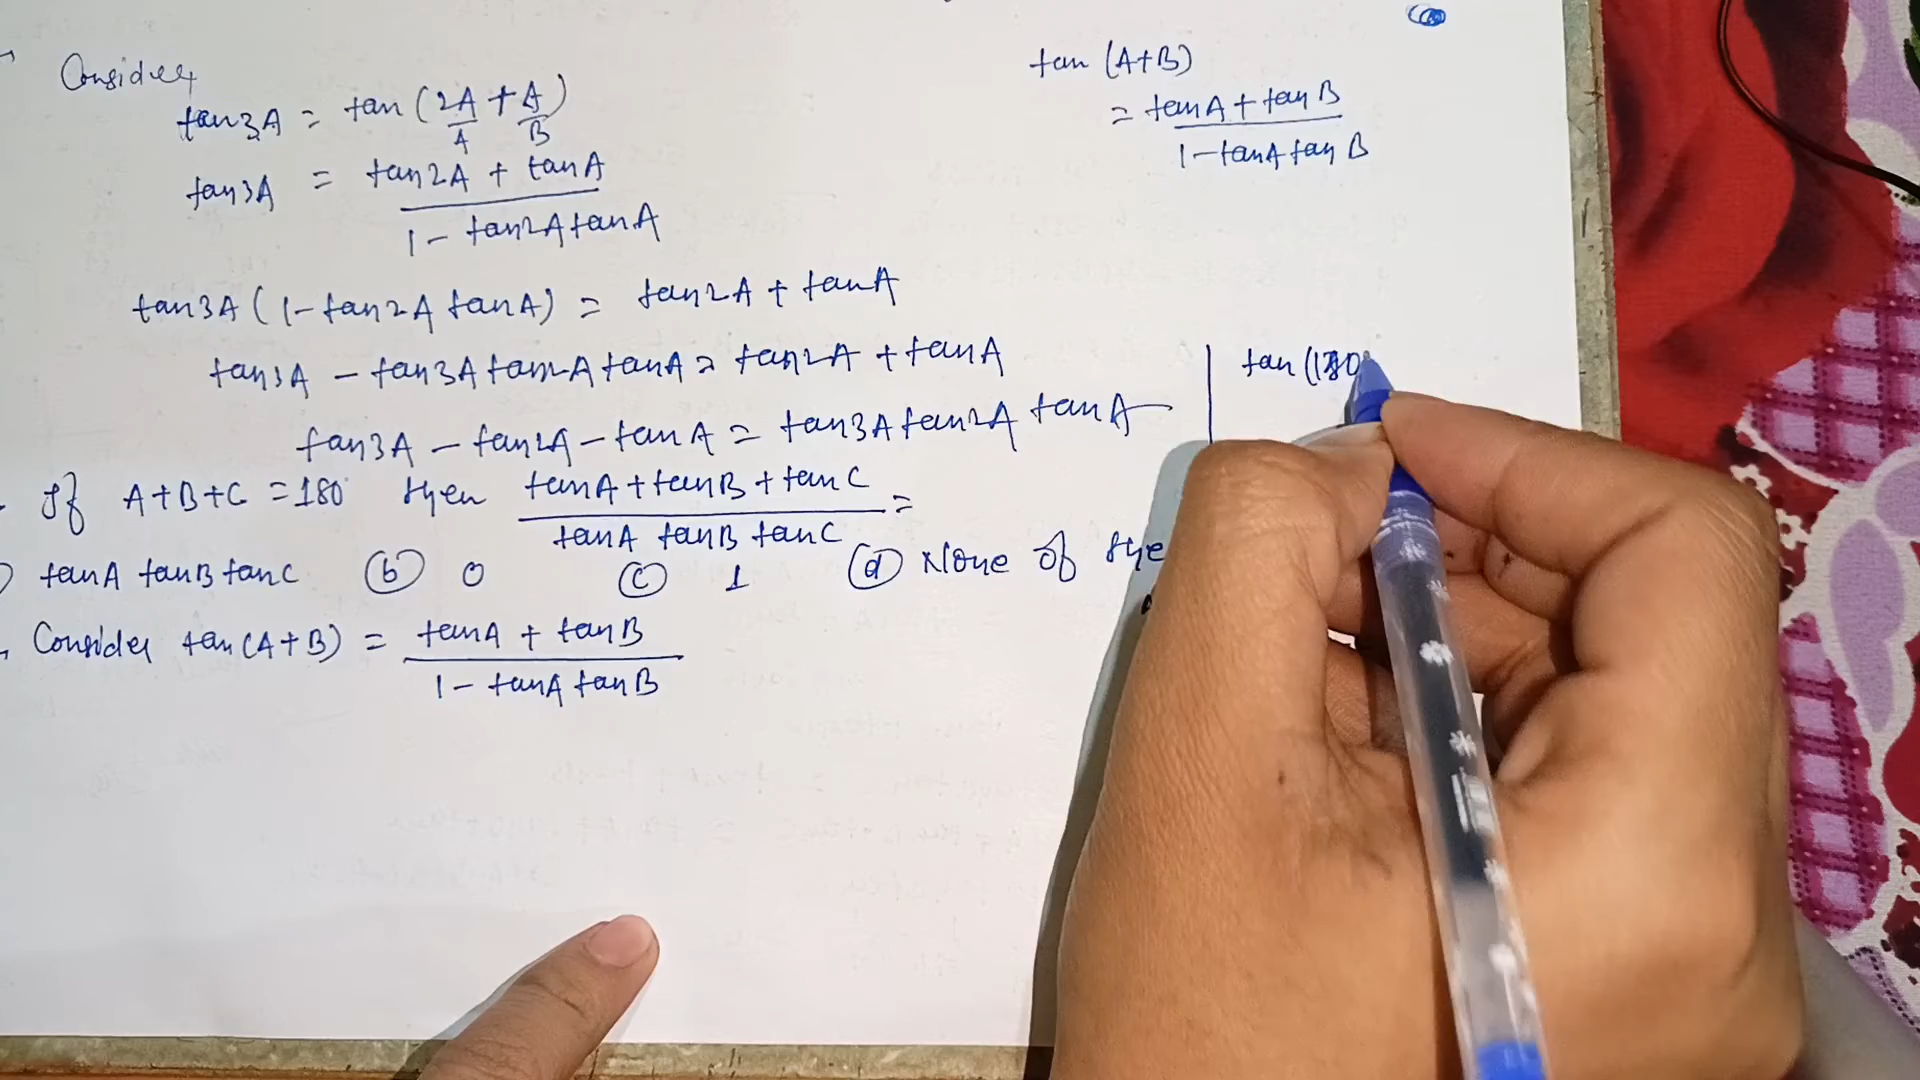 Consider
tan3A = tan(2A + A)
A B
tan3A = tan2A + tanA
1 - tan2A tanA
tan3A (1 - tan2A tanA) = tan2A + tanA
tan3A - tan3A tan2A tanA = tan2A + tanA
tan3A - tan2A - tanA = tan3A tan2A tanA
tan (A+B)
= tanA + tanB
1 - tanA tan B
tan (180
If A+B+C = 180° then tanA + tanB + tanC =
tanA tanB tanC
tanA tanB tanC (b) 0 (c) 1 (d) None of the
Consider tan(A+B) = tanA + tanB
1 - tanA tanB